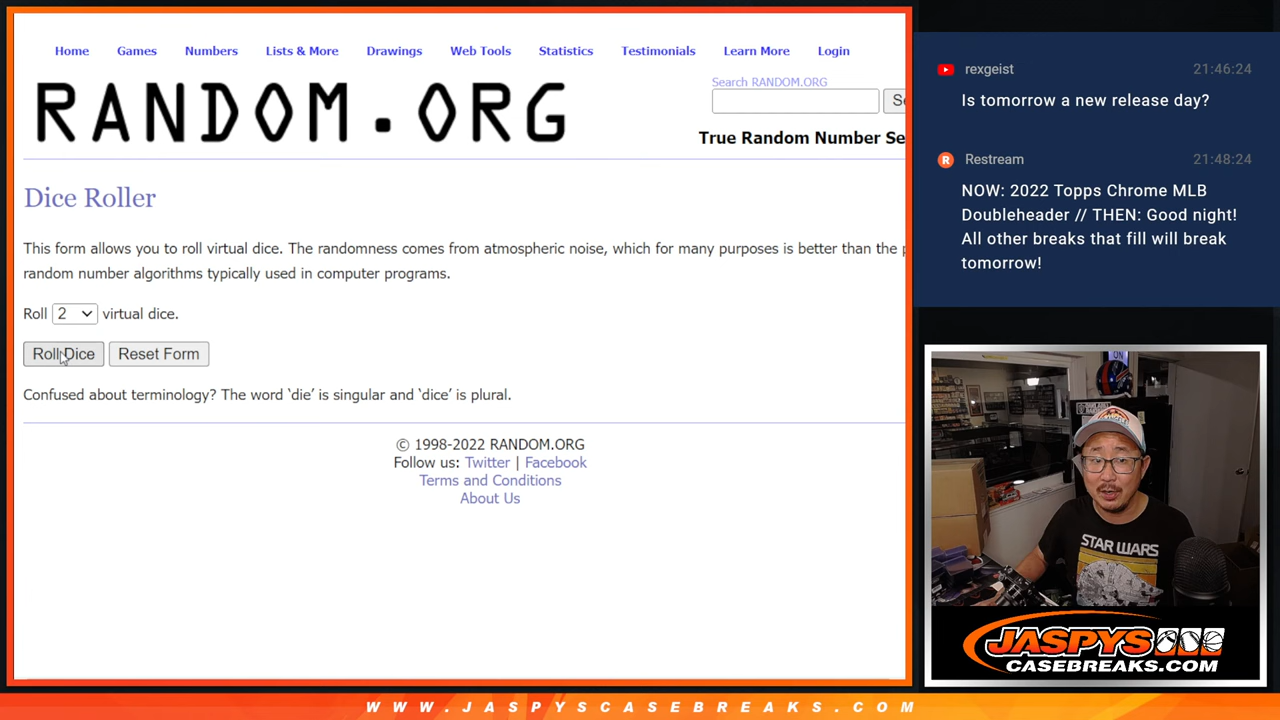 Home Games Numbers Lists & More Drawings Web Tools Statistics Testimonials Learn More Login
RANDOM.ORG
Search RANDOM.ORG
True Random Number Se
Dice Roller
This form allows you to roll virtual dice. The randomness comes from atmospheric noise, which for many purposes is better than the p
random number algorithms typically used in computer programs.
Roll 2 virtual dice.
Roll Dice Reset Form
Confused about terminology? The word ‘die’ is singular and ‘dice’ is plural.
© 1998-2022 RANDOM.ORG
Follow us: Twitter | Facebook
Terms and Conditions
About Us
rexgeist 21:46:24
Is tomorrow a new release day?
Restream 21:48:24
NOW: 2022 Topps Chrome MLB
Doubleheader // THEN: Good night!
All other breaks that fill will break
tomorrow!
ON
STAR WARS
JASPYS
CASEBREAKS.COM
WWW.JASPYSCASEBREAKS.COM